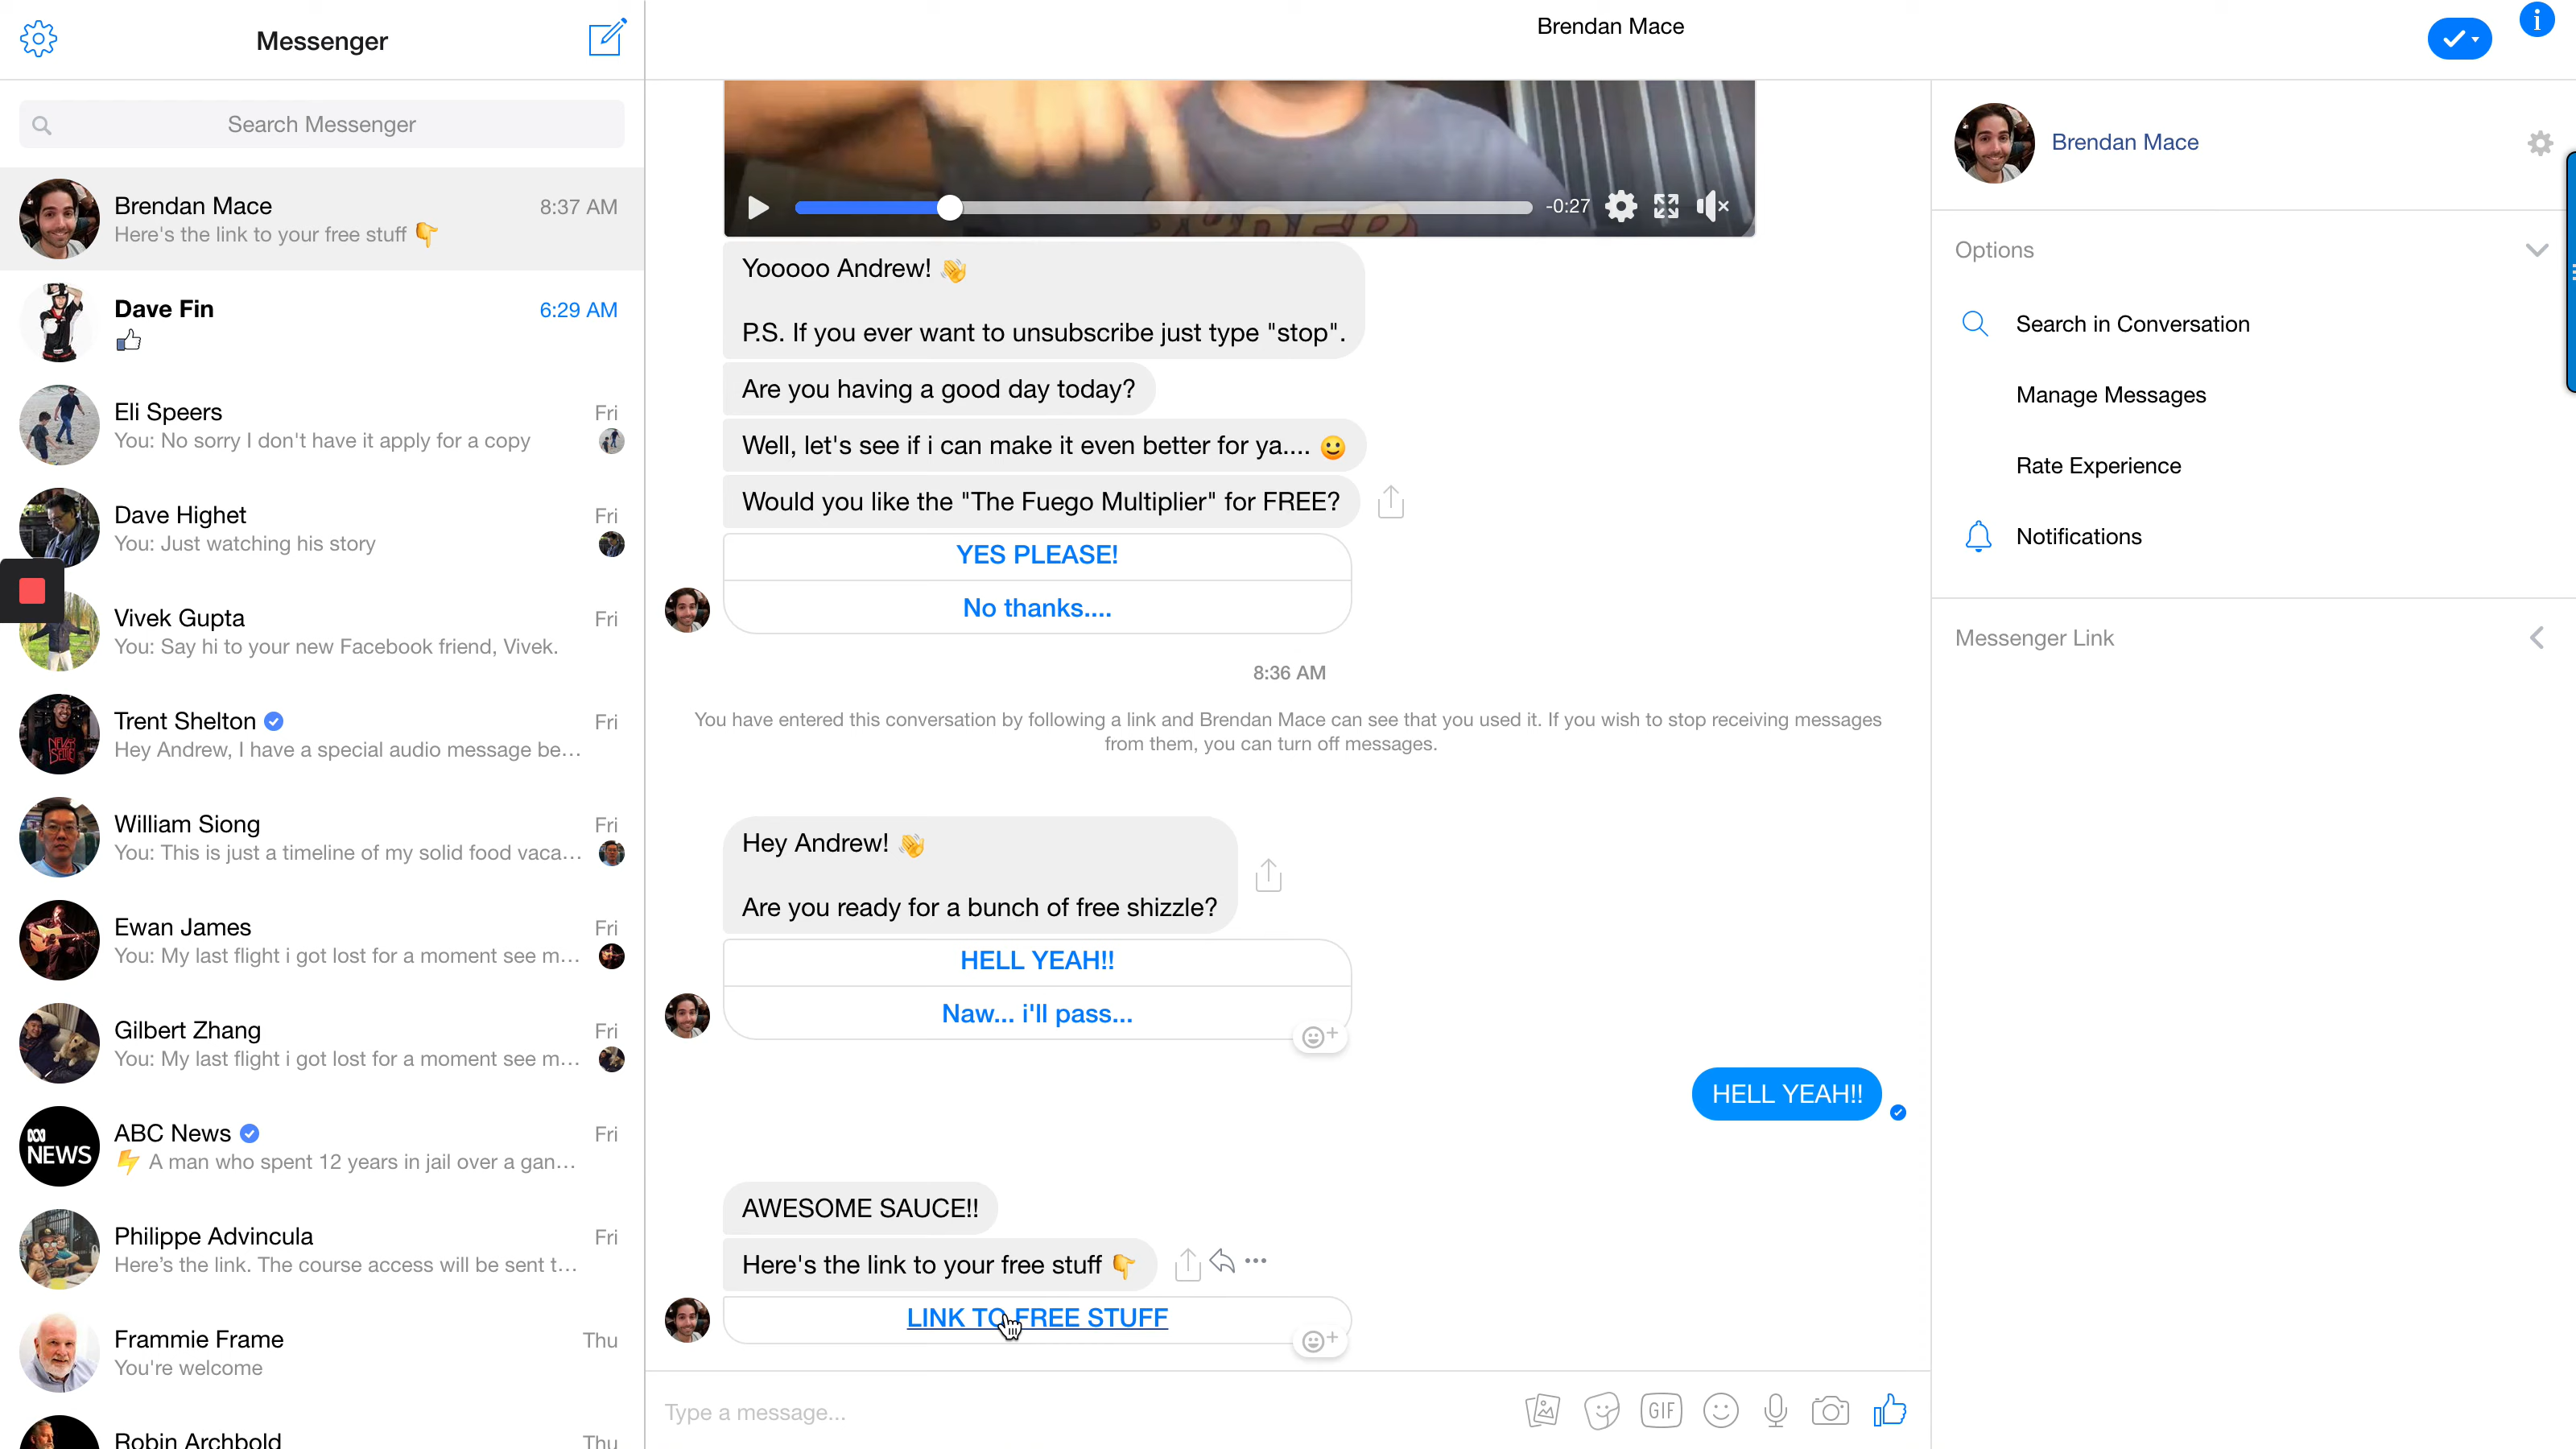 Messenger
Search Messenger
Brendan Mace
8:37 AM
Here's the link to your free stuff 👇
Dave Fin
6:29 AM
Eli Speers
Fri
You: No sorry I don't have it apply for a copy
Dave Highet
Fri
You: Just watching his story
Vivek Gupta
Fri
You: Say hi to your new Facebook friend, Vivek.
Trent Shelton
Fri
Hey Andrew, I have a special audio message be...
William Siong
Fri
You: This is just a timeline of my solid food vaca...
Ewan James
Fri
You: My last flight i got lost for a moment see m...
Gilbert Zhang
Fri
You: My last flight i got lost for a moment see m...
NEWS
ABC News
Fri
⚡ A man who spent 12 years in jail over a gan...
Philippe Advincula
Fri
Here's the link. The course access will be sent t...
Frammie Frame
Thu
You're welcome
Robin Archbold
Thu
Brendan Mace
-0:27
Yooooo Andrew! 👋
P.S. If you ever want to unsubscribe just type "stop".
Are you having a good day today?
Well, let's see if i can make it even better for ya.... 🙂
Would you like the "The Fuego Multiplier" for FREE?
YES PLEASE!
No thanks....
8:36 AM
You have entered this conversation by following a link and Brendan Mace can see that you used it. If you wish to stop receiving messages
from them, you can turn off messages.
Hey Andrew! 👋
Are you ready for a bunch of free shizzle?
HELL YEAH!!
Naw... i'll pass...
HELL YEAH!!
AWESOME SAUCE!!
Here's the link to your free stuff 👇
LINK TO FREE STUFF
Type a message...
GIF
Brendan Mace
Options
Search in Conversation
Manage Messages
Rate Experience
Notifications
Messenger Link